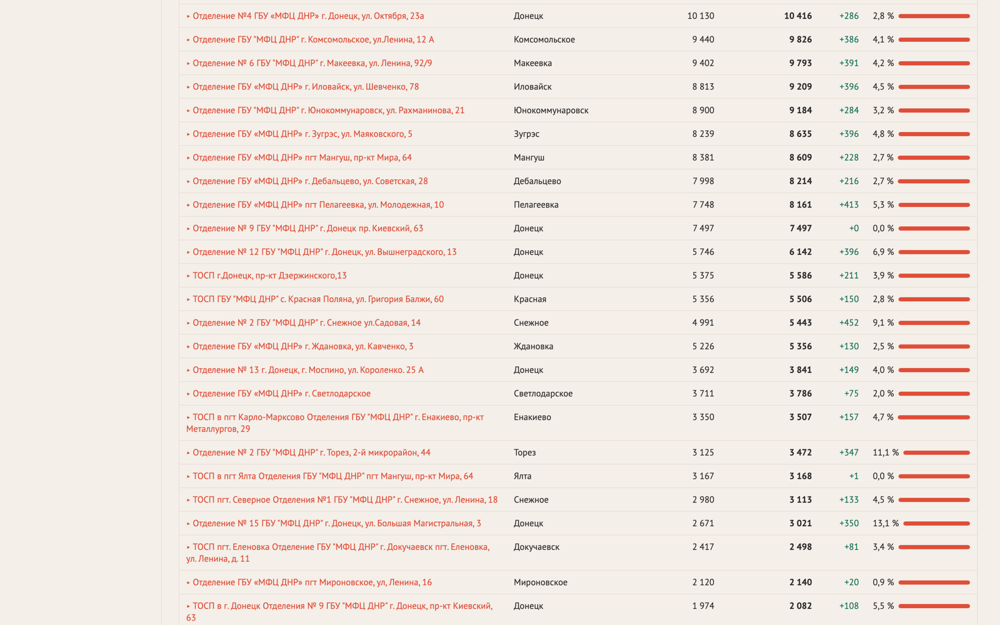 ▸ Отделение №4 ГБУ «МФЦ ДНР» г. Донецк, ул. Октября, 23а Донецк 10 130 10 416 +286 2,8 %
▸ Отделение ГБУ "МФЦ ДНР" г. Комсомольское, ул.Ленина, 12 А Комсомольское 9 440 9 826 +386 4,1 %
▸ Отделение № 6 ГБУ "МФЦ ДНР" г. Макеевка, ул. Ленина, 92/9 Макеевка 9 402 9 793 +391 4,2 %
▸ Отделение ГБУ «МФЦ ДНР» г. Иловайск, ул. Шевченко, 78 Иловайск 8 813 9 209 +396 4,5 %
▸ Отделение ГБУ "МФЦ ДНР" г. Юнокоммунаровск, ул. Рахманинова, 21 Юнокоммунаровск 8 900 9 184 +284 3,2 %
▸ Отделение ГБУ «МФЦ ДНР» г. Зугрэс, ул. Маяковского, 5 Зугрэс 8 239 8 635 +396 4,8 %
▸ Отделение ГБУ «МФЦ ДНР» пгт Мангуш, пр-кт Мира, 64 Мангуш 8 381 8 609 +228 2,7 %
▸ Отделение ГБУ «МФЦ ДНР» г. Дебальцево, ул. Советская, 28 Дебальцево 7 998 8 214 +216 2,7 %
▸ Отделение ГБУ «МФЦ ДНР» пгт Пелагеевка, ул. Молодежная, 10 Пелагеевка 7 748 8 161 +413 5,3 %
▸ Отделение № 9 ГБУ "МФЦ ДНР" г. Донецк пр. Киевский, 63 Донецк 7 497 7 497 +0 0,0 %
▸ Отделение № 12 ГБУ "МФЦ ДНР" г. Донецк, ул. Вышнеградского, 13 Донецк 5 746 6 142 +396 6,9 %
▸ ТОСП г.Донецк, пр-кт Дзержинского,13 Донецк 5 375 5 586 +211 3,9 %
▸ ТОСП ГБУ "МФЦ ДНР" с. Красная Поляна, ул. Григория Балжи, 60 Красная 5 356 5 506 +150 2,8 %
▸ Отделение № 2 ГБУ "МФЦ ДНР" г. Снежное ул.Садовая, 14 Снежное 4 991 5 443 +452 9,1 %
▸ Отделение ГБУ «МФЦ ДНР» г. Ждановка, ул. Кавченко, 3 Ждановка 5 226 5 356 +130 2,5 %
▸ Отделение № 13 г. Донецк, г. Моспино, ул. Короленко. 25 А Донецк 3 692 3 841 +149 4,0 %
▸ Отделение ГБУ «МФЦ ДНР» г. Светлодарское Светлодарское 3 711 3 786 +75 2,0 %
▸ ТОСП в пгт Карло-Марксово Отделения ГБУ "МФЦ ДНР" г. Енакиево, пр-кт Енакиево 3 350 3 507 +157 4,7 %
Металлургов, 29
▸ Отделение № 2 ГБУ "МФЦ ДНР" г. Торез, 2-й микрорайон, 44 Торез 3 125 3 472 +347 11,1 %
▸ ТОСП в пгт Ялта Отделения ГБУ "МФЦ ДНР" пгт Мангуш, пр-кт Мира, 64 Ялта 3 167 3 168 +1 0,0 %
▸ ТОСП пгт. Северное Отделения №1 ГБУ "МФЦ ДНР" г. Снежное, ул. Ленина, 18 Снежное 2 980 3 113 +133 4,5 %
▸ Отделение № 15 ГБУ "МФЦ ДНР" г. Донецк, ул. Большая Магистральная, 3 Донецк 2 671 3 021 +350 13,1 %
▸ ТОСП пгт. Еленовка Отделение ГБУ "МФЦ ДНР" г. Докучаевск пгт. Еленовка, Докучаевск 2 417 2 498 +81 3,4 %
ул. Ленина, д. 11
▸ Отделение ГБУ «МФЦ ДНР» пгт Мироновское, ул, Ленина, 16 Мироновское 2 120 2 140 +20 0,9 %
▸ ТОСП в г. Донецк Отделения № 9 ГБУ "МФЦ ДНР" г. Донецк, пр-кт Киевский, Донецк 1 974 2 082 +108 5,5 %
63